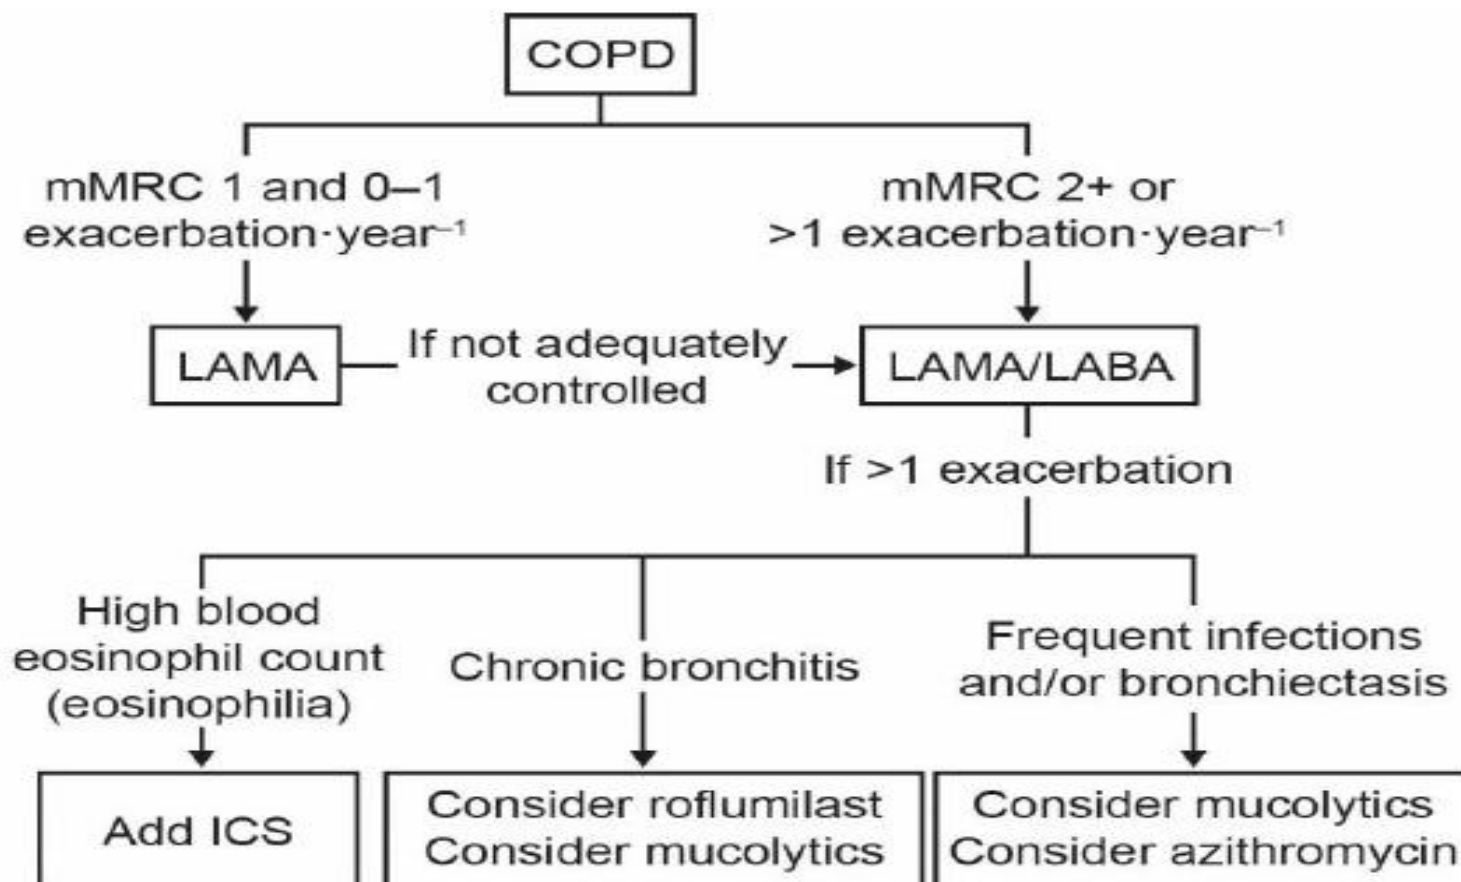 COPD
mMRC 1 and 0–1
exacerbation·year⁻¹
mMRC 2+ or
>1 exacerbation·year⁻¹
LAMA
If not adequately
controlled
LAMA/LABA
If >1 exacerbation
High blood
eosinophil count
(eosinophilia)
Chronic bronchitis
Frequent infections
and/or bronchiectasis
Add ICS
Consider roflumilast
Consider mucolytics
Consider mucolytics
Consider azithromycin